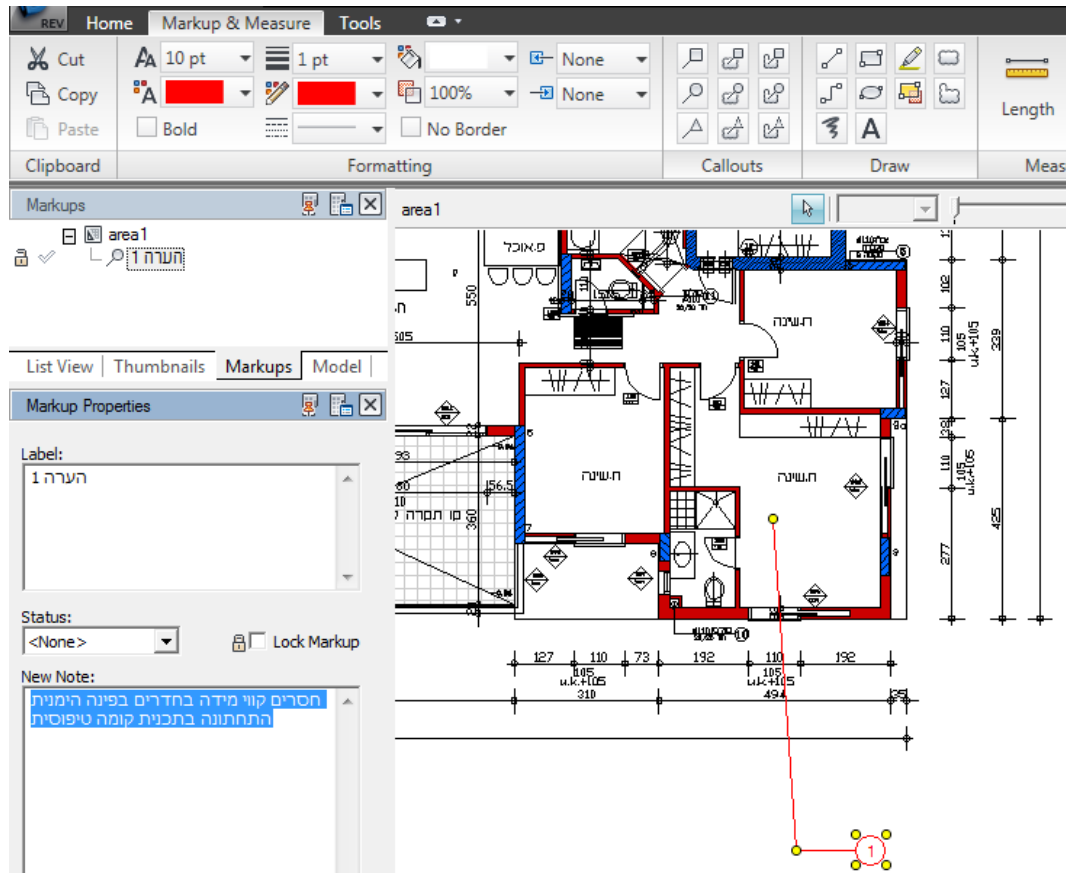 REV Home Markup & Measure Tools
Cut 10 pt 1 pt None
Copy 100% None Length
Paste Bold No Border
Clipboard Formatting Callouts Draw Meas
Markups
area1
הערה 1
List View Thumbnails Markups Model
Markup Properties
Label:
הערה 1
Status:
<None> Lock Markup
New Note:
חסרים קווי מידה בחדרים בפינה הימנית
התחתונה בתכנית קומה טיפוסית
area1
פ.אוכל
550
ח.שינה
102
110
105
u.k.+105
339
127
ח.שינה
ח.שינה
110
105
u.k.+105
56.5
360
425
277
10
127 110 73 192 110 192
105 105
u.k.+105 u.k.+105
310 494
1